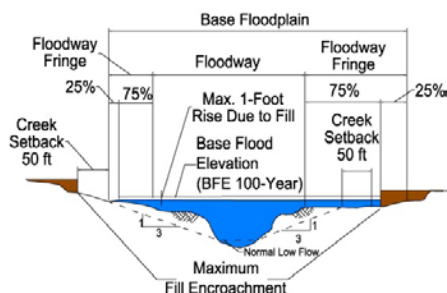 Base Floodplain
Floodway
Fringe
Floodway
Floodway
Fringe
25%
75%
75%
25%
Max. 1-Foot
Rise Due to Fill
Creek
Setback
50 ft
Base Flood
Elevation
(BFE 100-Year)
Creek
Setback
50 ft
1
3
1
3
Normal Low Flow
Maximum
Fill Encroachment